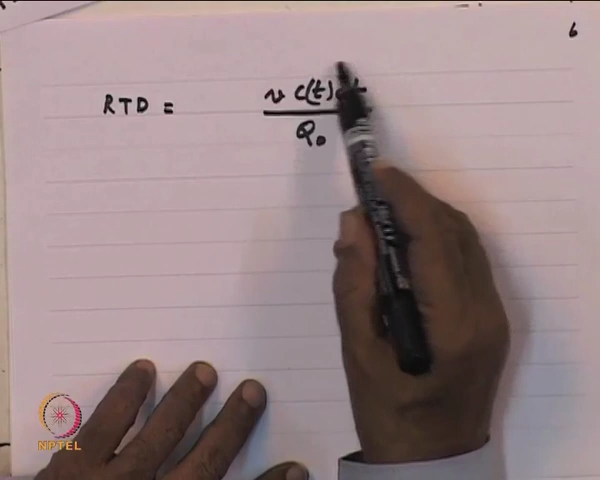 6
RTD = v C(t) dt
Q₀
NPTEL